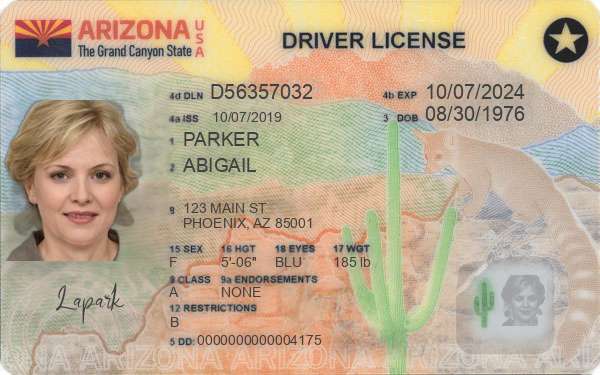 ARIZONA USA
The Grand Canyon State
DRIVER LICENSE
4d DLN D56357032 4b EXP 10/07/2024
4a ISS 10/07/2019 3 DOB 08/30/1976
1 PARKER
2 ABIGAIL
8 123 MAIN ST
PHOENIX, AZ 85001
15 SEX 16 HGT 18 EYES 17 WGT
F 5'-06" BLU 185 lb
9 CLASS 9a ENDORSEMENTS
A NONE
12 RESTRICTIONS
B
5 DD: 0000000000004175
Lapark
ARIZONA ARIZONA ARIZONA ARIZONA